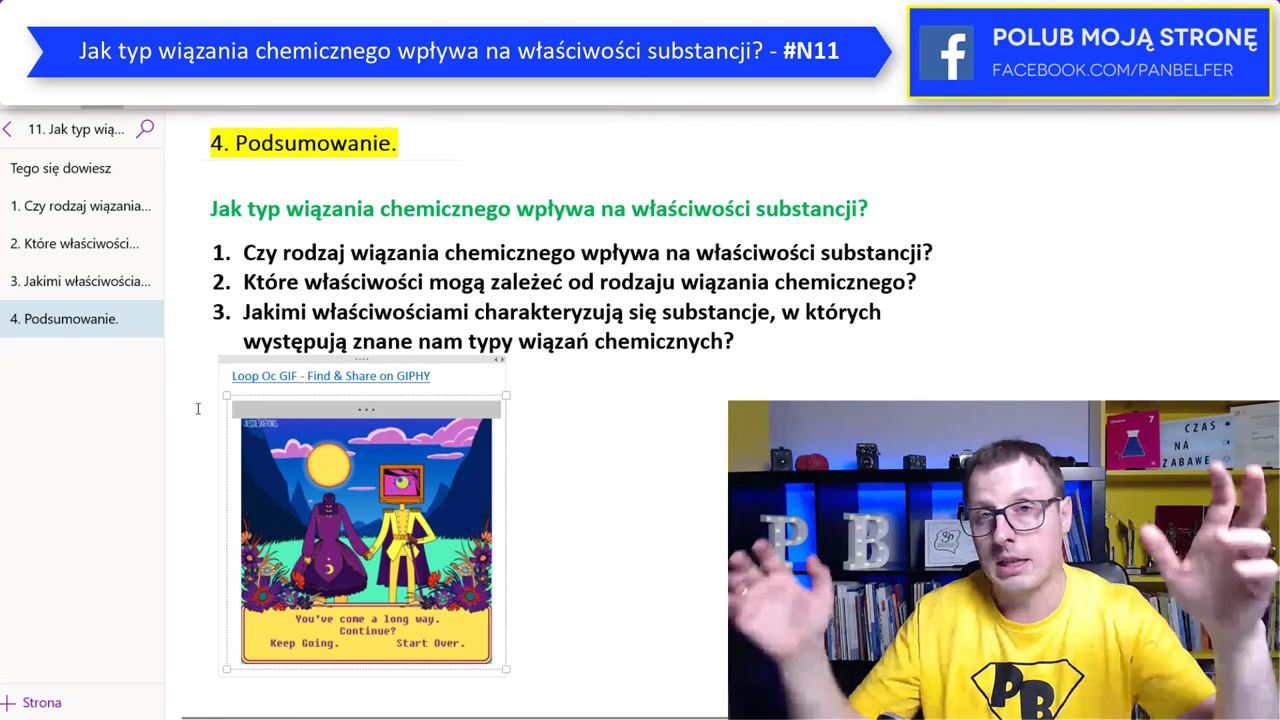 Jak typ wiązania chemicznego wpływa na właściwości substancji? - #N11
POLUB MOJĄ STRONĘ
FACEBOOK.COM/PANBELFER
11. Jak typ wią...
Tego się dowiesz
1. Czy rodzaj wiązania...
2. Które właściwości...
3. Jakimi właściwościa...
4. Podsumowanie.
Strona
4. Podsumowanie.
Jak typ wiązania chemicznego wpływa na właściwości substancji?
1. Czy rodzaj wiązania chemicznego wpływa na właściwości substancji?
2. Które właściwości mogą zależeć od rodzaju wiązania chemicznego?
3. Jakimi właściwościami charakteryzują się substancje, w których
występują znane nam typy wiązań chemicznych?
Loop Oc GIF - Find & Share on GIPHY
You've come a long way.
Continue?
Keep Going. Start Over.
7
CZAS
NA
ZABAWĘ
P B
PB